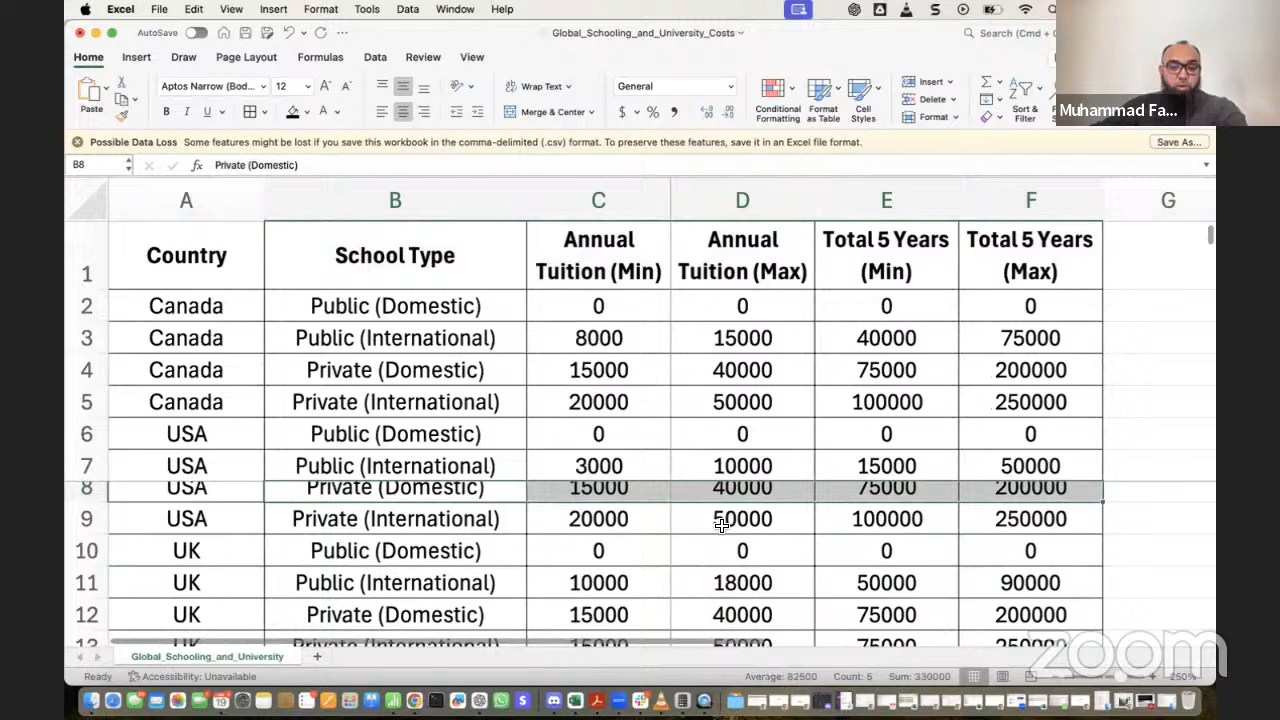 Excel File Edit View Insert Format Tools Data Window Help
AutoSave
Global_Schooling_and_University_Costs
Search (Cmd +
Home Insert Draw Page Layout Formulas Data Review View
Paste
Aptos Narrow (Bod... 12
B I U
Wrap Text
Merge & Center
General
Conditional Formatting
Format as Table
Cell Styles
Insert
Delete
Format
Sort & Filter
Muhammad Fa...
Possible Data Loss Some features might be lost if you save this workbook in the comma-delimited (.csv) format. To preserve these features, save it in an Excel file format. Save As...
B8 fx Private (Domestic)
A B C D E F G
1 Country School Type Annual Tuition (Min) Annual Tuition (Max) Total 5 Years (Min) Total 5 Years (Max)
2 Canada Public (Domestic) 0 0 0 0
3 Canada Public (International) 8000 15000 40000 75000
4 Canada Private (Domestic) 15000 40000 75000 200000
5 Canada Private (International) 20000 50000 100000 250000
6 USA Public (Domestic) 0 0 0 0
7 USA Public (International) 3000 10000 15000 50000
8 USA Private (Domestic) 15000 40000 75000 200000
9 USA Private (International) 20000 50000 100000 250000
10 UK Public (Domestic) 0 0 0 0
11 UK Public (International) 10000 18000 50000 90000
12 UK Private (Domestic) 15000 40000 75000 200000
13 UK Private (International) 15000 50000 75000 250000
Global_Schooling_and_University
zoom
Ready Accessibility: Unavailable Average: 82500 Count: 5 Sum: 330000 250%